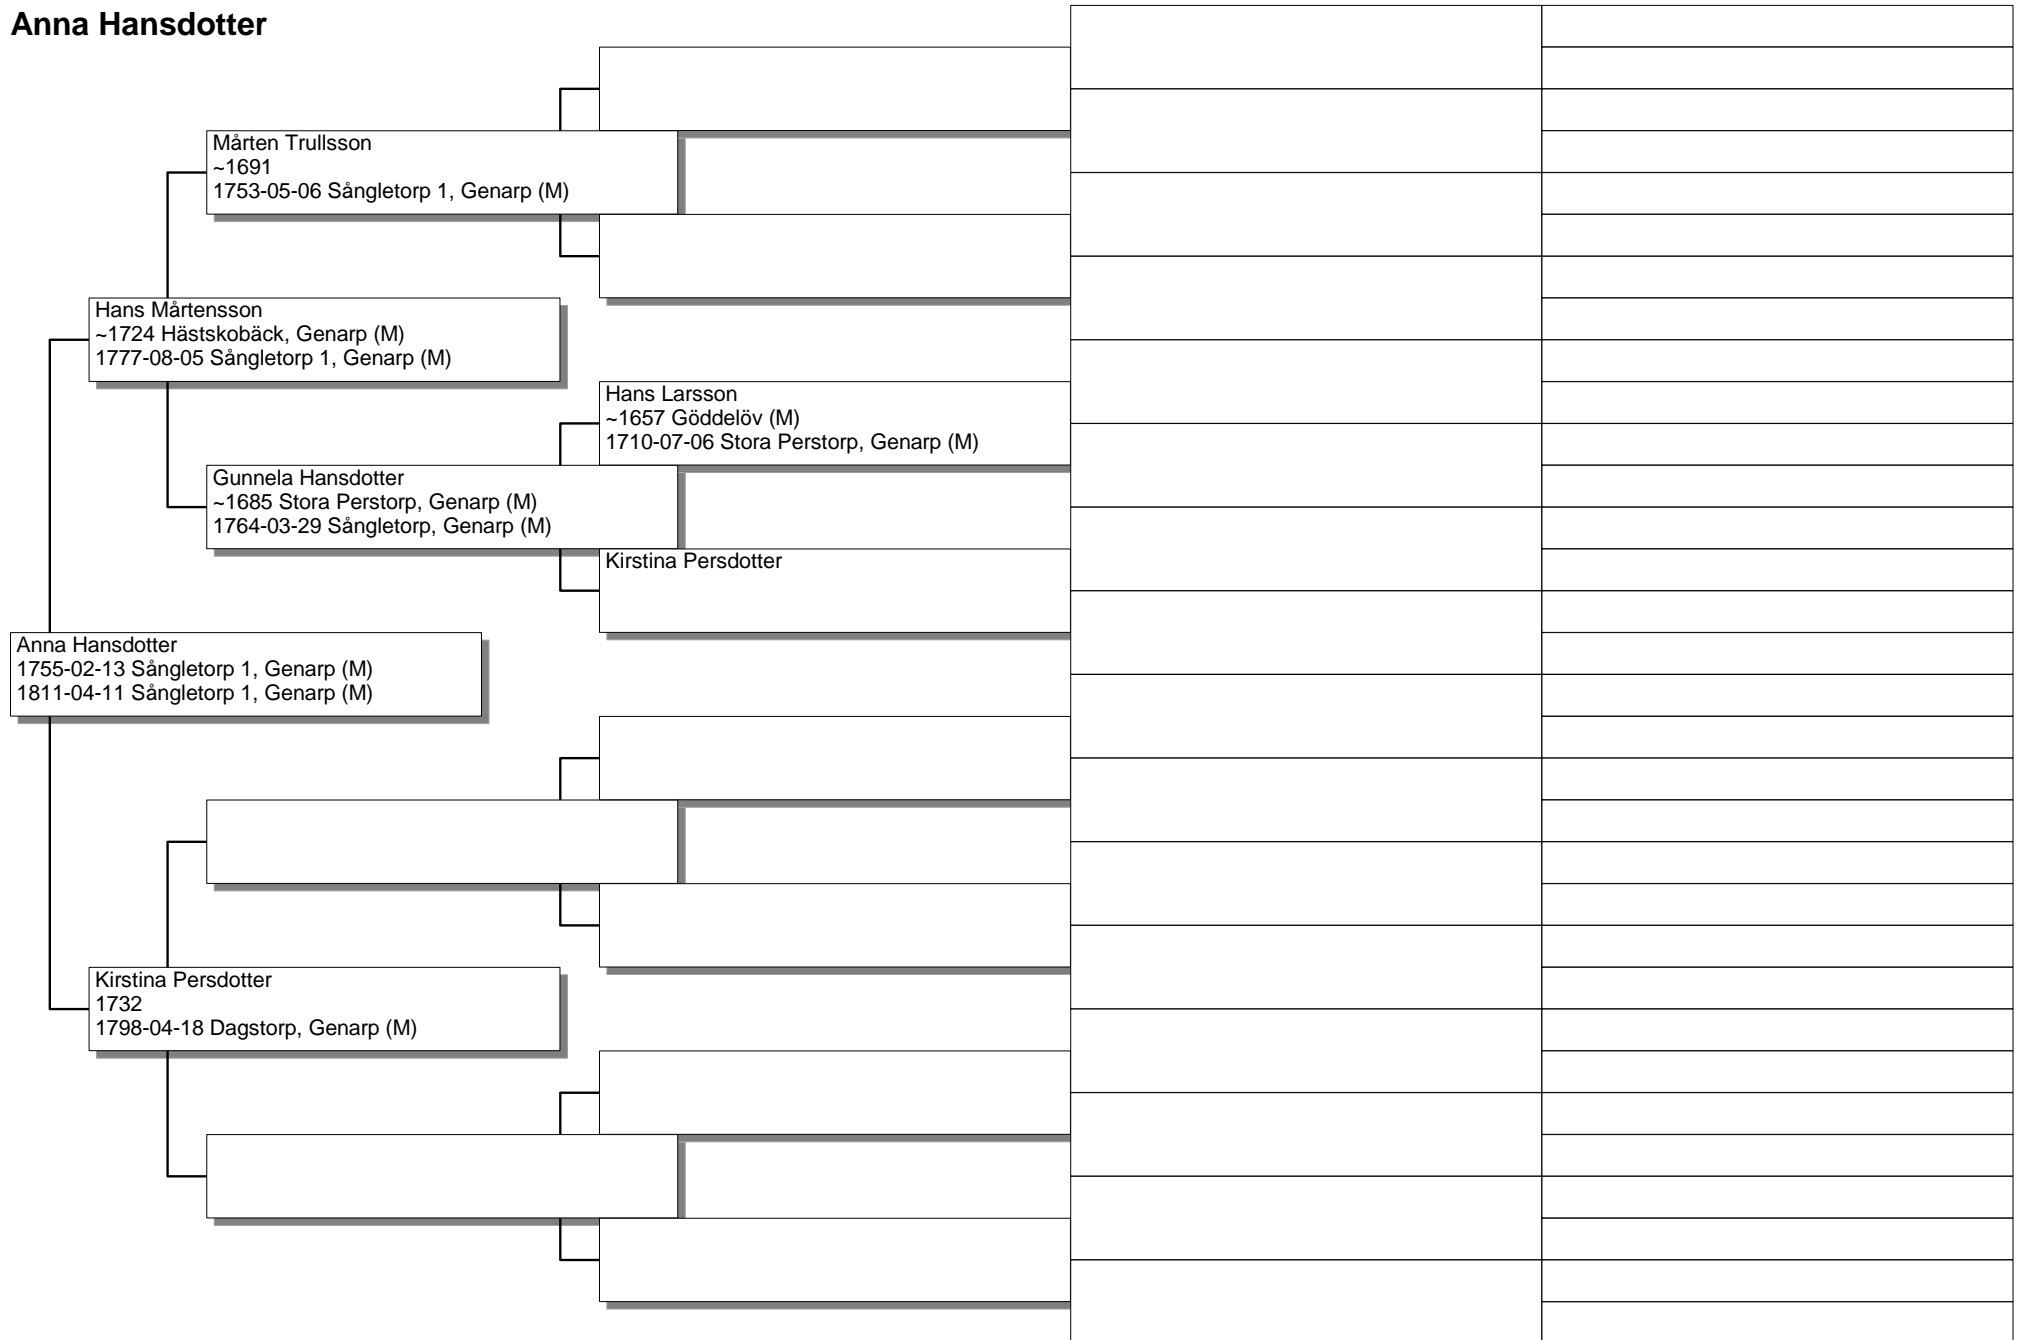 Anna Hansdotter
Mårten Trullsson
~1691
1753-05-06 Sångletorp 1, Genarp (M)
Hans Mårtensson
~1724 Hästskobäck, Genarp (M)
1777-08-05 Sångletorp 1, Genarp (M)
Hans Larsson
~1657 Göddelöv (M)
1710-07-06 Stora Perstorp, Genarp (M)
Gunnela Hansdotter
~1685 Stora Perstorp, Genarp (M)
1764-03-29 Sångletorp, Genarp (M)
Kirstina Persdotter
Anna Hansdotter
1755-02-13 Sångletorp 1, Genarp (M)
1811-04-11 Sångletorp 1, Genarp (M)
Kirstina Persdotter
1732
1798-04-18 Dagstorp, Genarp (M)